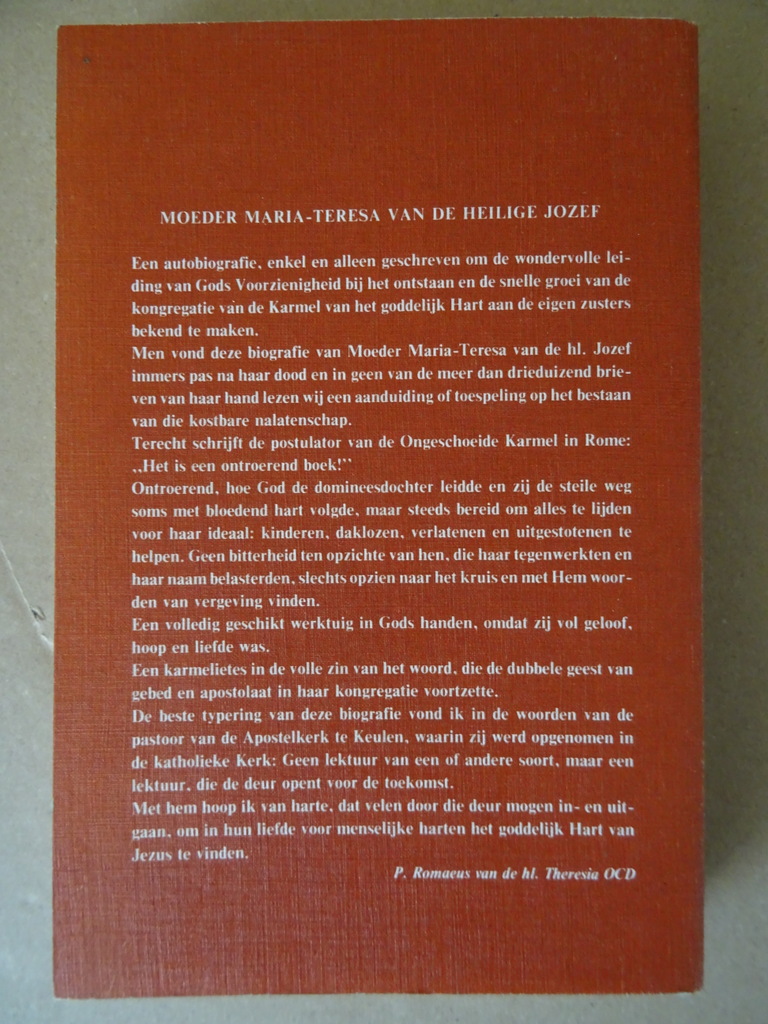 MOEDER MARIA-TERESA VAN DE HEILIGE JOZEF
Een autobiografie, enkel en alleen geschreven om de wondervolle lei-
ding van Gods Voorzienigheid bij het ontstaan en de snelle groei van de
kongregatie van de Karmel van het goddelijk Hart aan de eigen zusters
bekend te maken.
Men vond deze biografie van Moeder Maria-Teresa van de hl. Jozef
immers pas na haar dood en in geen van de meer dan drieduizend brie-
ven van haar hand lezen wij een aanduiding of toespeling op het bestaan
van die kostbare nalatenschap.
Terecht schrijft de postulator van de Ongeschoeide Karmel in Rome:
„Het is een ontroerend boek!”
Ontroerend, hoe God de domineesdochter leidde en zij de steile weg
soms met bloedend hart volgde, maar steeds bereid om alles te lijden
voor haar ideaal: kinderen, daklozen, verlatenen en uitgestotenen te
helpen. Geen bitterheid ten opzichte van hen, die haar tegenwerkten en
haar naam belasterden, slechts opzien naar het kruis en met Hem woor-
den van vergeving vinden.
Een volledig geschikt werktuig in Gods handen, omdat zij vol geloof,
hoop en liefde was.
Een karmelietes in de volle zin van het woord, die de dubbele geest van
gebed en apostolaat in haar kongregatie voortzette.
De beste typering van deze biografie vond ik in de woorden van de
pastoor van de Apostelkerk te Keulen, waarin zij werd opgenomen in
de katholieke Kerk: Geen lektuur van een of andere soort, maar een
lektuur, die de deur opent voor de toekomst.
Met hem hoop ik van harte, dat velen door die deur mogen in- en uit-
gaan, om in hun liefde voor menselijke harten het goddelijk Hart van
Jezus te vinden.
P. Romaeus van de hl. Theresia OCD